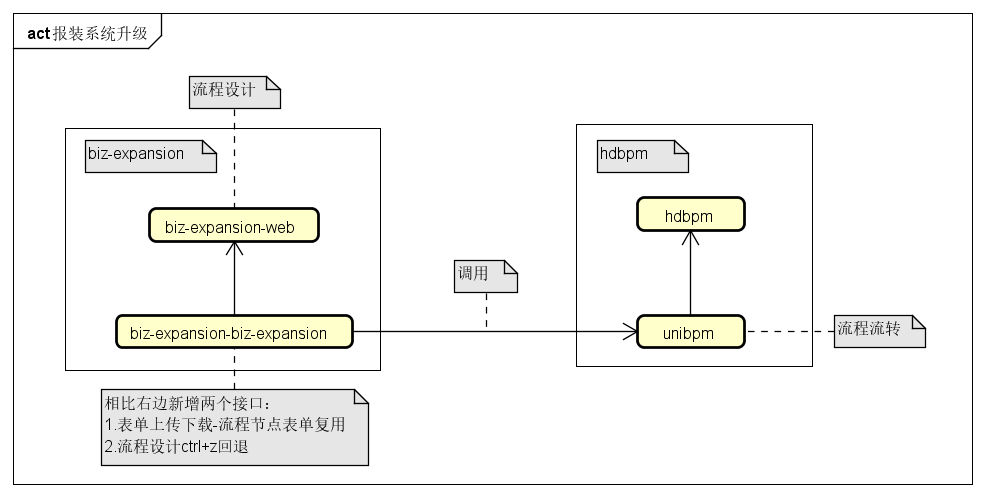 act 报装系统升级
流程设计
biz-expansion
hdbpm
biz-expansion-web
hdbpm
调用
biz-expansion-biz-expansion
unibpm
流程流转
相比右边新增两个接口：
1.表单上传下载-流程节点表单复用
2.流程设计ctrl+z回退